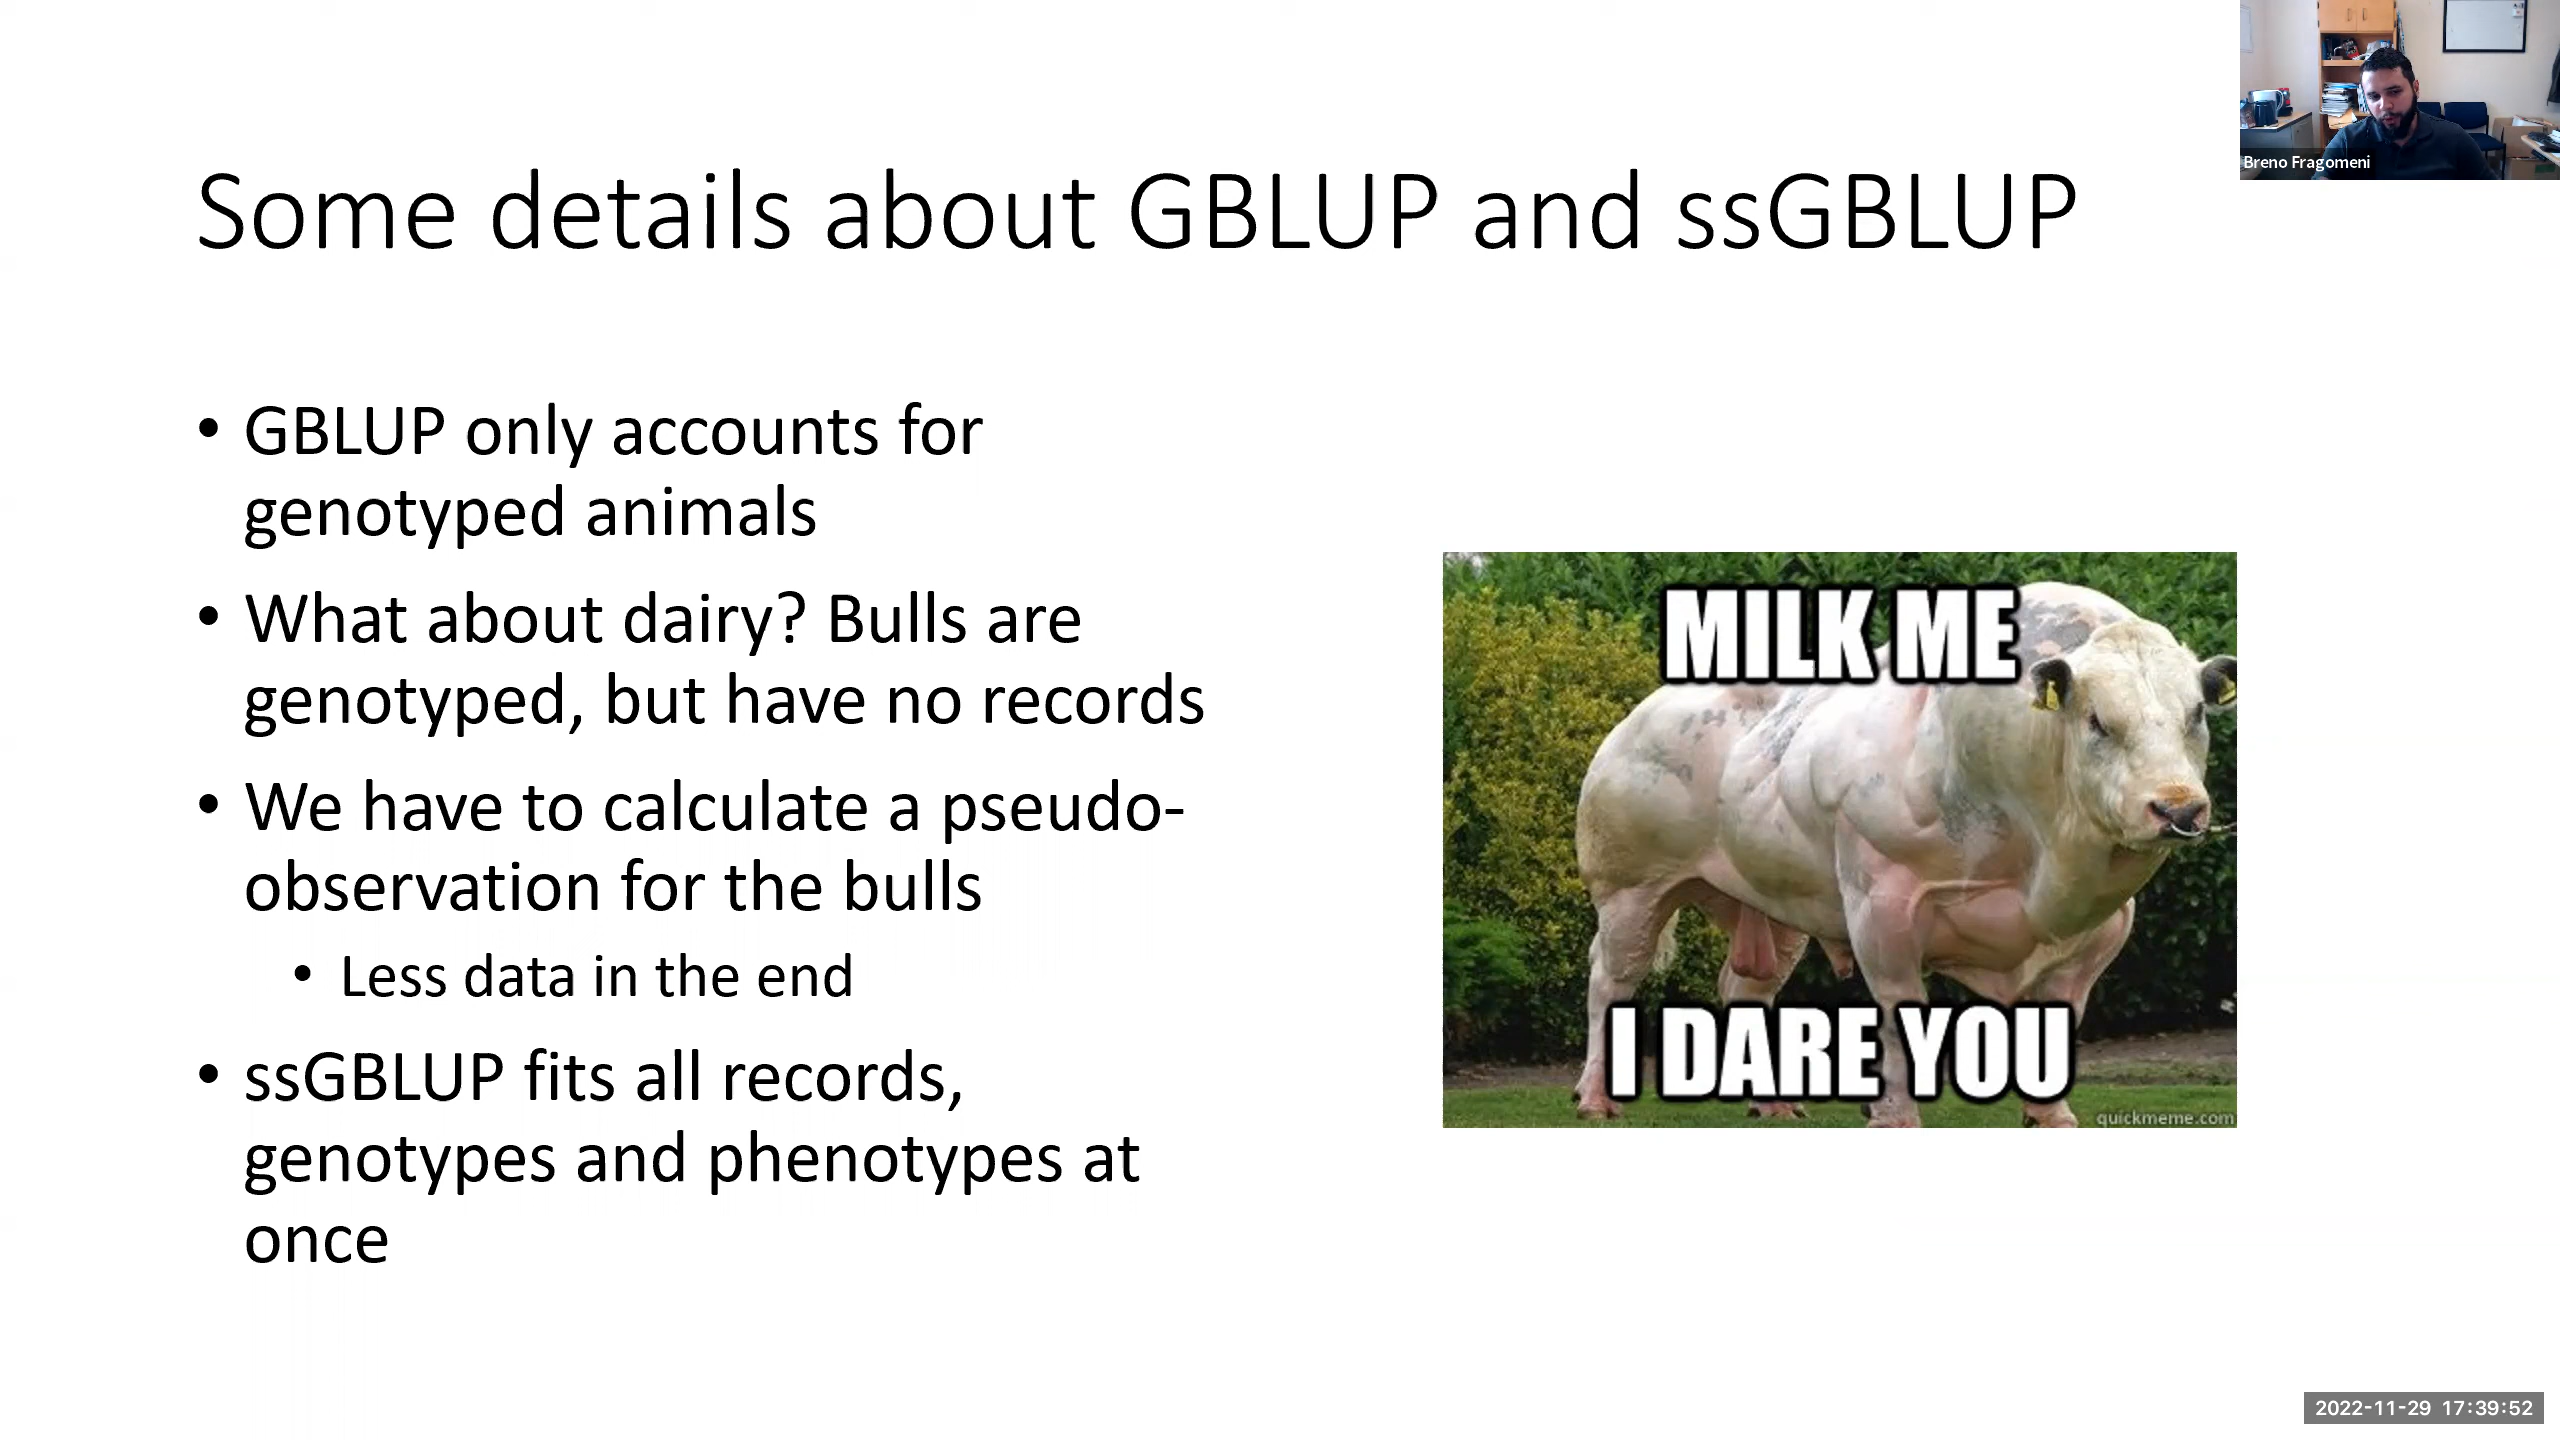 Breno Fragomeni
Some details about GBLUP and ssGBLUP
• GBLUP only accounts for
genotyped animals
• What about dairy? Bulls are
genotyped, but have no records
• We have to calculate a pseudo-
observation for the bulls
• Less data in the end
• ssGBLUP fits all records,
genotypes and phenotypes at
once
MILK ME
I DARE YOU
quickmeme.com
2022-11-29 17:39:52